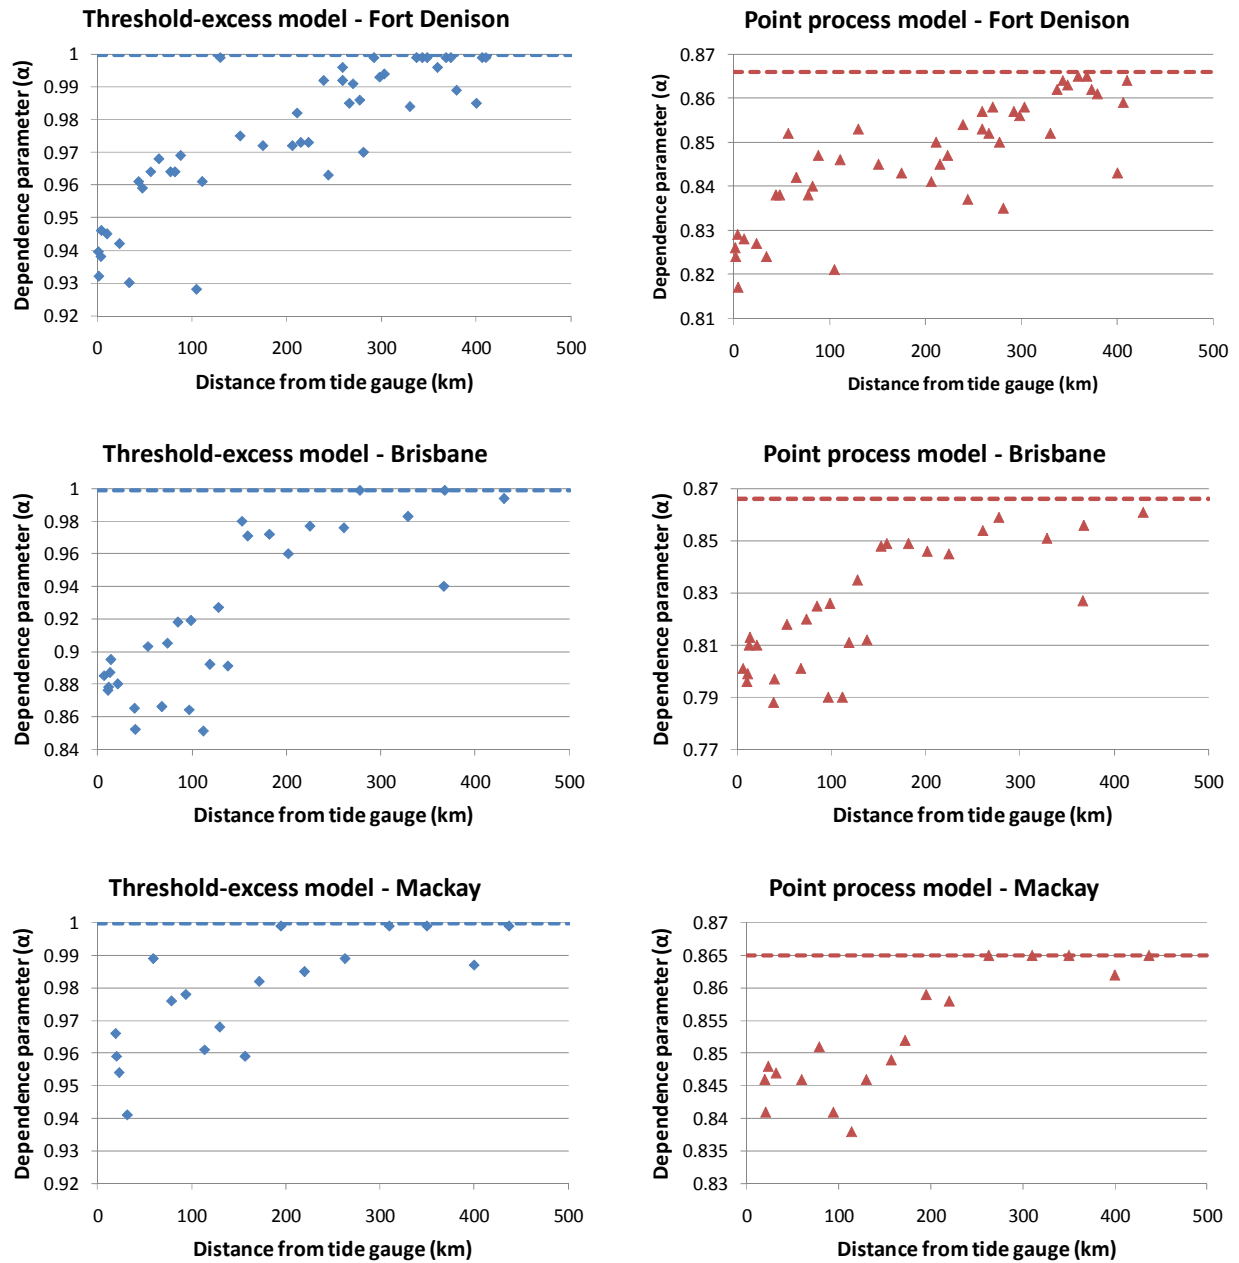 Threshold-excess model - Fort Denison
Dependence parameter (α)
1
0.99
0.98
0.97
0.96
0.95
0.94
0.93
0.92
0 100 200 300 400 500
Distance from tide gauge (km)
Point process model - Fort Denison
Dependence parameter (α)
0.87
0.86
0.85
0.84
0.83
0.82
0.81
0 100 200 300 400 500
Distance from tide gauge (km)
Threshold-excess model - Brisbane
Dependence parameter (α)
1
0.98
0.96
0.94
0.92
0.9
0.88
0.86
0.84
0 100 200 300 400 500
Distance from tide gauge (km)
Point process model - Brisbane
Dependence parameter (α)
0.87
0.85
0.83
0.81
0.79
0.77
0 100 200 300 400 500
Distance from tide gauge (km)
Threshold-excess model - Mackay
Dependence parameter (α)
1
0.99
0.98
0.97
0.96
0.95
0.94
0.93
0.92
0 100 200 300 400 500
Distance from tide gauge (km)
Point process model - Mackay
Dependence parameter (α)
0.87
0.865
0.86
0.855
0.85
0.845
0.84
0.835
0.83
0 100 200 300 400 500
Distance from tide gauge (km)